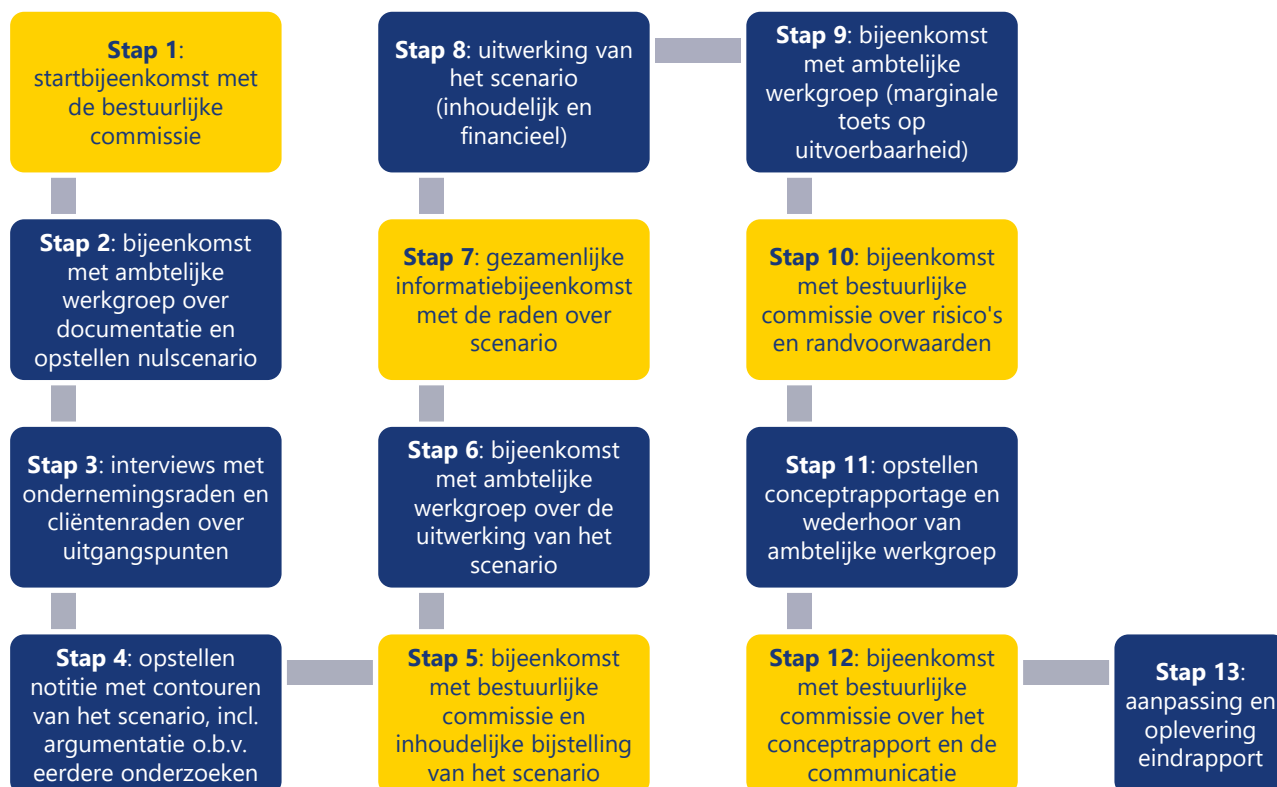 Stap 1:
startbijeenkomst met
de bestuurlijke
commissie
Stap 2: bijeenkomst
met ambtelijke
werkgroep over
documentatie en
opstellen nulscenario
Stap 3: interviews met
ondernemingsraden en
cliëntenraden over
uitgangspunten
Stap 4: opstellen
notitie met contouren
van het scenario, incl.
argumentatie o.b.v.
eerdere onderzoeken
Stap 5: bijeenkomst
met bestuurlijke
commissie en
inhoudelijke bijstelling
van het scenario
Stap 6: bijeenkomst
met ambtelijke
werkgroep over de
uitwerking van het
scenario
Stap 7: gezamenlijke
informatiebijeenkomst
met de raden over
scenario
Stap 8: uitwerking van
het scenario
(inhoudelijk en
financieel)
Stap 9: bijeenkomst
met ambtelijke
werkgroep (marginale
toets op
uitvoerbaarheid)
Stap 10: bijeenkomst
met bestuurlijke
commissie over risico's
en randvoorwaarden
Stap 11: opstellen
conceptrapportage en
wederhoor van
ambtelijke werkgroep
Stap 12: bijeenkomst
met bestuurlijke
commissie over het
conceptrapport en de
communicatie
Stap 13:
aanpassing en
oplevering
eindrapport